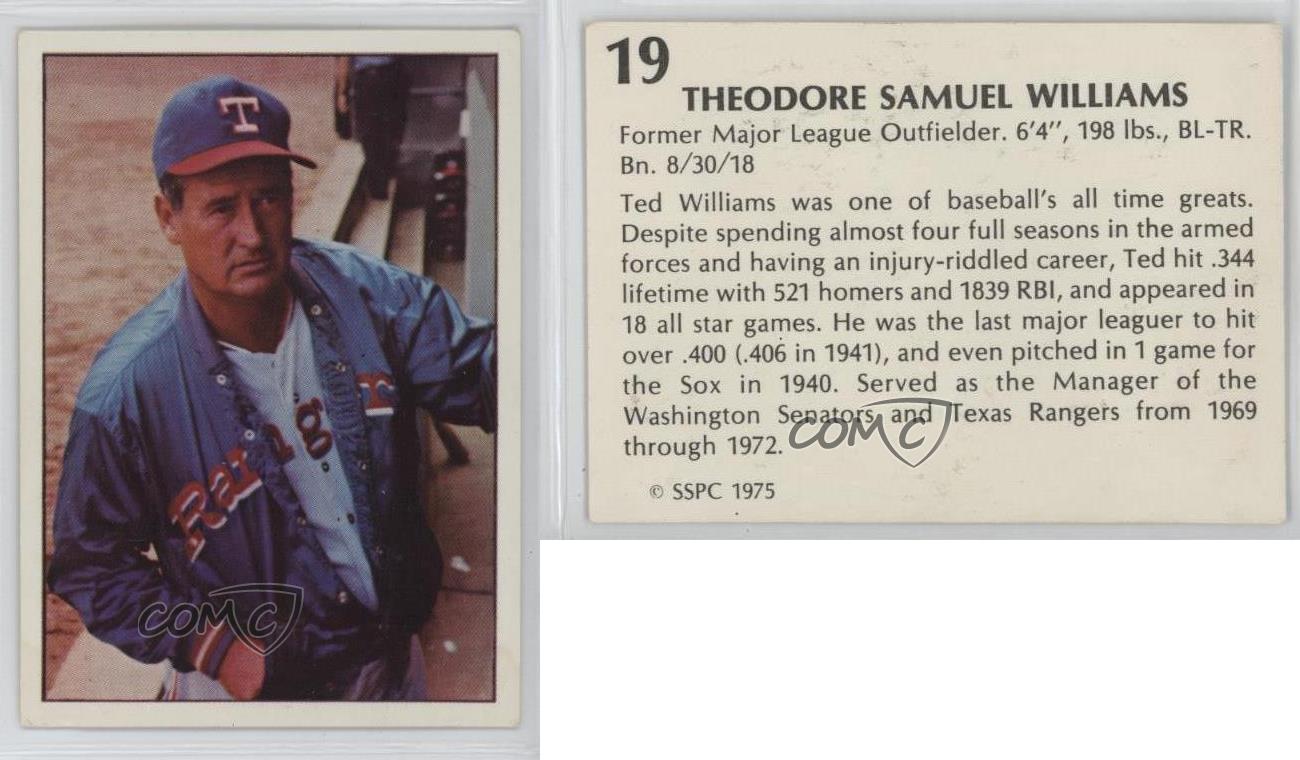 T
Rang
r
COMC
19
THEODORE SAMUEL WILLIAMS
Former Major League Outfielder. 6'4'', 198 lbs., BL-TR.
Bn. 8/30/18
Ted Williams was one of baseball's all time greats.
Despite spending almost four full seasons in the armed
forces and having an injury-riddled career, Ted hit .344
lifetime with 521 homers and 1839 RBI, and appeared in
18 all star games. He was the last major leaguer to hit
over .400 (.406 in 1941), and even pitched in 1 game for
the Sox in 1940. Served as the Manager of the
Washington Senators and Texas Rangers from 1969
through 1972.
COMC
© SSPC 1975